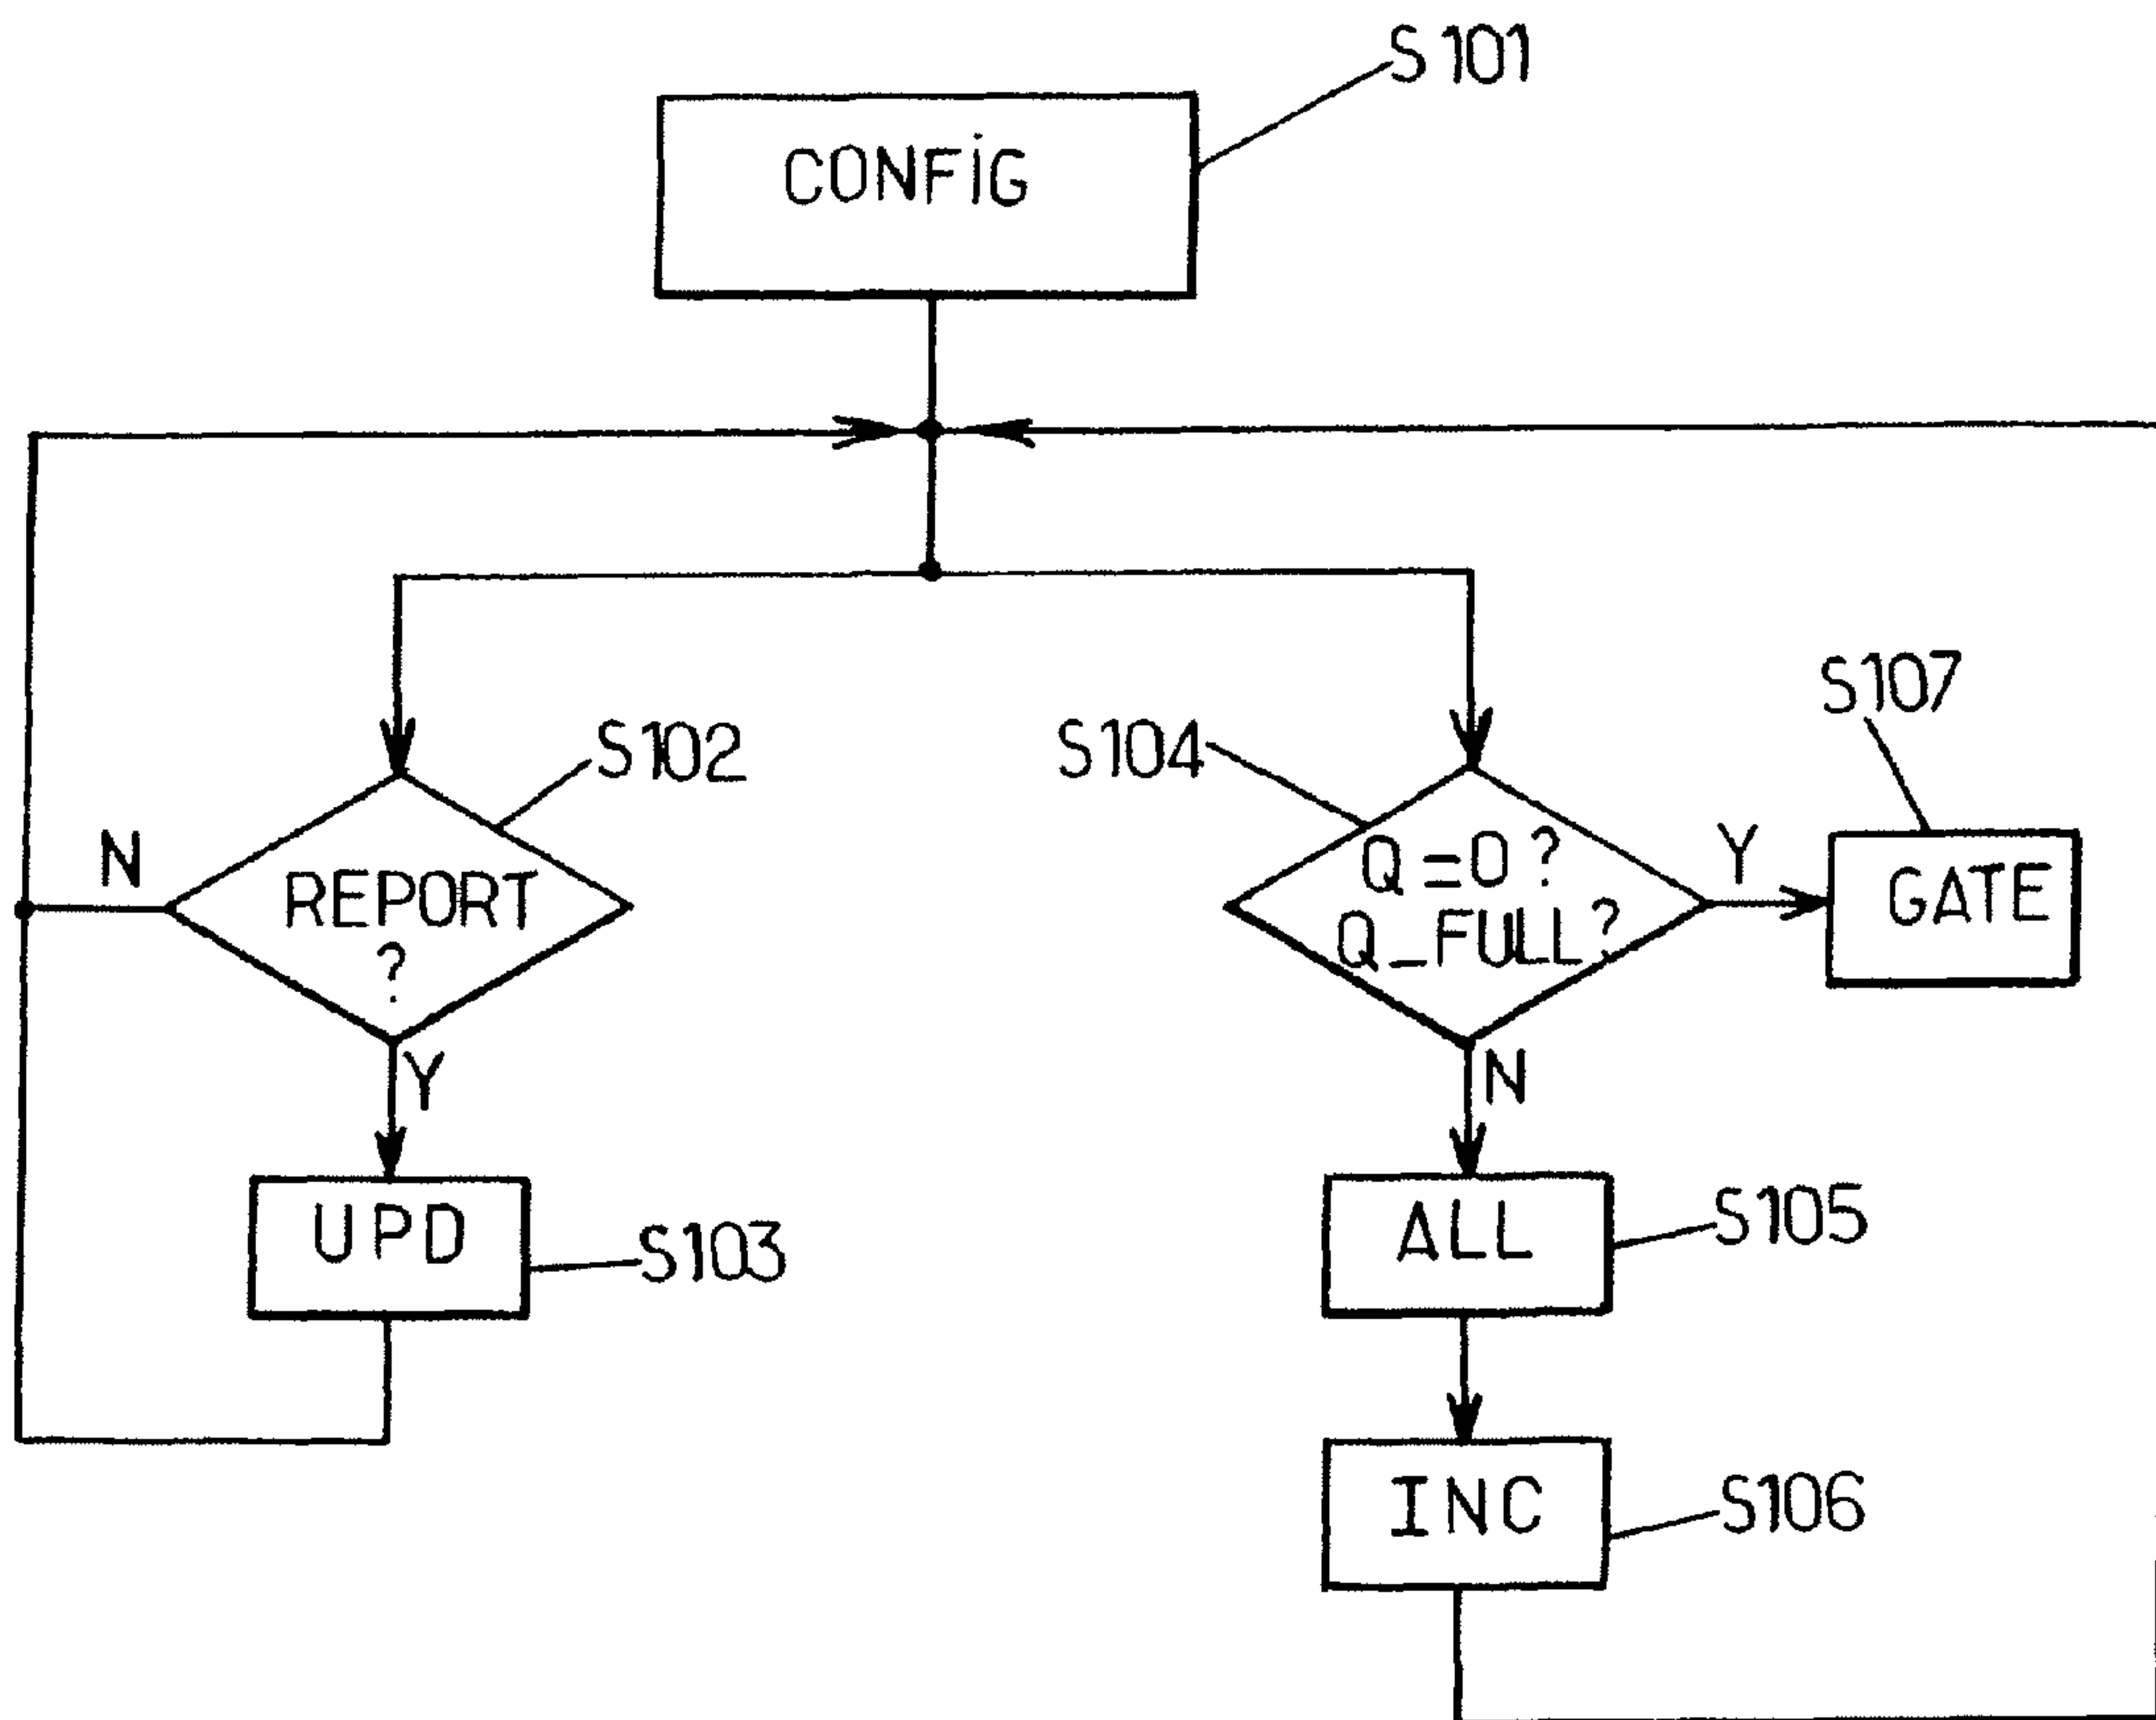 S101
CONFiG
S107
S102
S104
N
REPORT
?
Q=0?
Q_FULL?
Y
GATE
Y
N
UPD
S103
ALL
S105
INC
S106